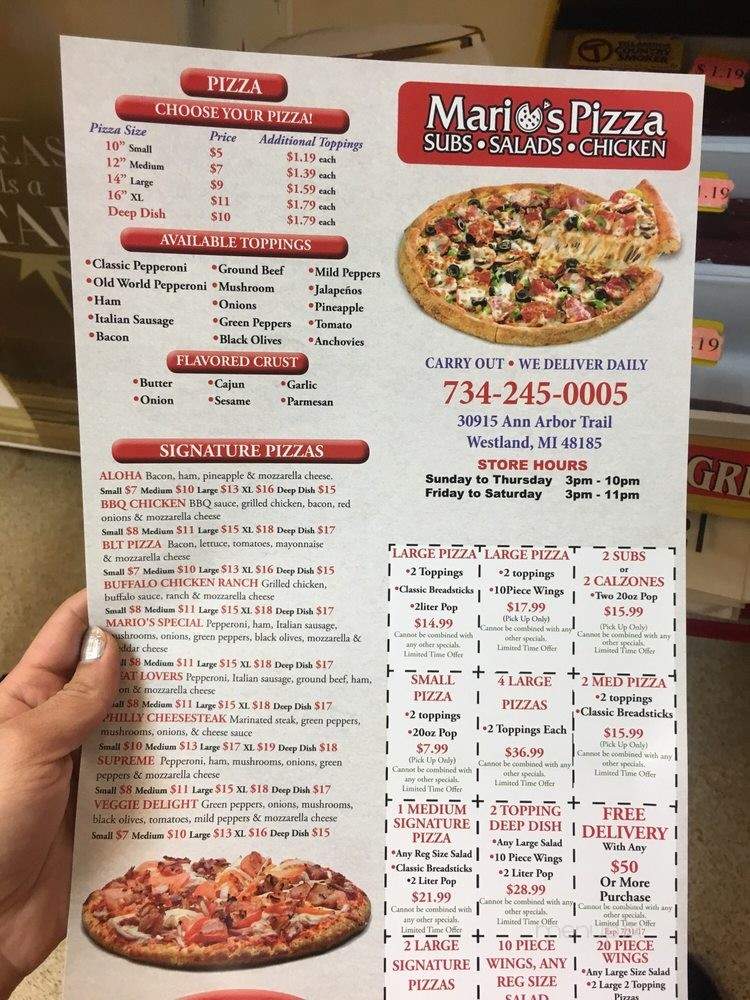 PIZZA
CHOOSE YOUR PIZZA!
Pizza Size Price Additional Toppings
10" Small $5 $1.19 each
12" Medium $7 $1.39 each
14" Large $9 $1.59 each
16" XL $11 $1.79 each
Deep Dish $10 $1.79 each
AVAILABLE TOPPINGS
•Classic Pepperoni •Ground Beef •Mild Peppers
•Old World Pepperoni •Mushroom •Jalapeños
•Ham •Onions •Pineapple
•Italian Sausage •Green Peppers •Tomato
•Bacon •Black Olives •Anchovies
FLAVORED CRUST
•Butter •Cajun •Garlic
•Onion •Sesame •Parmesan
SIGNATURE PIZZAS
ALOHA Bacon, ham, pineapple & mozzarella cheese.
Small $7 Medium $10 Large $13 XL $16 Deep Dish $15
BBQ CHICKEN BBQ sauce, grilled chicken, bacon, red
onions & mozzarella cheese
Small $8 Medium $11 Large $15 XL $18 Deep Dish $17
BLT PIZZA Bacon, lettuce, tomatoes, mayonnaise
& mozzarella cheese
Small $7 Medium $10 Large $13 XL $16 Deep Dish $15
BUFFALO CHICKEN RANCH Grilled chicken,
buffalo sauce, ranch & mozzarella cheese
Small $8 Medium $11 Large $15 XL $18 Deep Dish $17
MARIO'S SPECIAL Pepperoni, ham, Italian sausage,
ushrooms, onions, green peppers, black olives, mozzarella &
eddar cheese
ll $8 Medium $11 Large $15 XL $18 Deep Dish $17
EAT LOVERS Pepperoni, Italian sausage, ground beef, ham,
on & mozzarella cheese
all $8 Medium $11 Large $15 XL $18 Deep Dish $17
PHILLY CHEESESTEAK Marinated steak, green peppers,
mushrooms, onions, & cheese sauce
Small $10 Medium $13 Large $17 XL $19 Deep Dish $18
SUPREME Pepperoni, ham, mushrooms, onions, green
peppers & mozzarella cheese
Small $8 Medium $11 Large $15 XL $18 Deep Dish $17
VEGGIE DELIGHT Green peppers, onions, mushrooms,
black olives, tomatoes, mild peppers & mozzarella cheese
Small $7 Medium $10 Large $13 XL $16 Deep Dish $15
Mario's Pizza
SUBS • SALADS • CHICKEN
CARRY OUT • WE DELIVER DAILY
734-245-0005
30915 Ann Arbor Trail
Westland, MI 48185
STORE HOURS
Sunday to Thursday 3pm - 10pm
Friday to Saturday 3pm - 11pm
LARGE PIZZA
•2 Toppings
•Classic Breadsticks
•2liter Pop
$14.99
Cannot be combined with
any other specials.
Limited Time Offer
LARGE PIZZA
•2 toppings
•10Piece Wings
$17.99
(Pick Up Only)
Cannot be combined with any
other specials.
Limited Time Offer
2 SUBS
or
2 CALZONES
•Two 20oz Pop
$15.99
(Pick Up Only)
Cannot be combined with any
other specials.
Limited Time Offer
SMALL
PIZZA
•2 toppings
•20oz Pop
$7.99
(Pick Up Only)
Cannot be combined with
any other specials.
Limited Time Offer
4 LARGE
PIZZAS
•2 Toppings Each
$36.99
Cannot be combined with any
other specials.
Limited Time Offer
2 MED PIZZA
•2 toppings
•Classic Breadsticks
$15.99
(Pick Up Only)
Cannot be combined with any
other specials.
Limited Time Offer
1 MEDIUM
SIGNATURE
PIZZA
•Any Reg Size Salad
•Classic Breadsticks
•2 Liter Pop
$21.99
Cannot be combined with
any other specials.
Limited Time Offer
2 TOPPING
DEEP DISH
•Any Large Salad
•10 Piece Wings
•2 Liter Pop
$28.99
Cannot be combined with any
other specials.
Limited Time Offer
FREE
DELIVERY
With Any
$50
Or More
Purchase
Cannot be combined with any
other specials.
Limited Time Offer
Exp. 7/31/17
2 LARGE
SIGNATURE
PIZZAS
10 PIECE
WINGS, ANY
REG SIZE
SALAD
20 PIECE
WINGS
•Any Large Size Salad
•2 Large 2 Topping
Pizzas
COUNTRY
SMOKER
$1.19
1.19
19
GRI